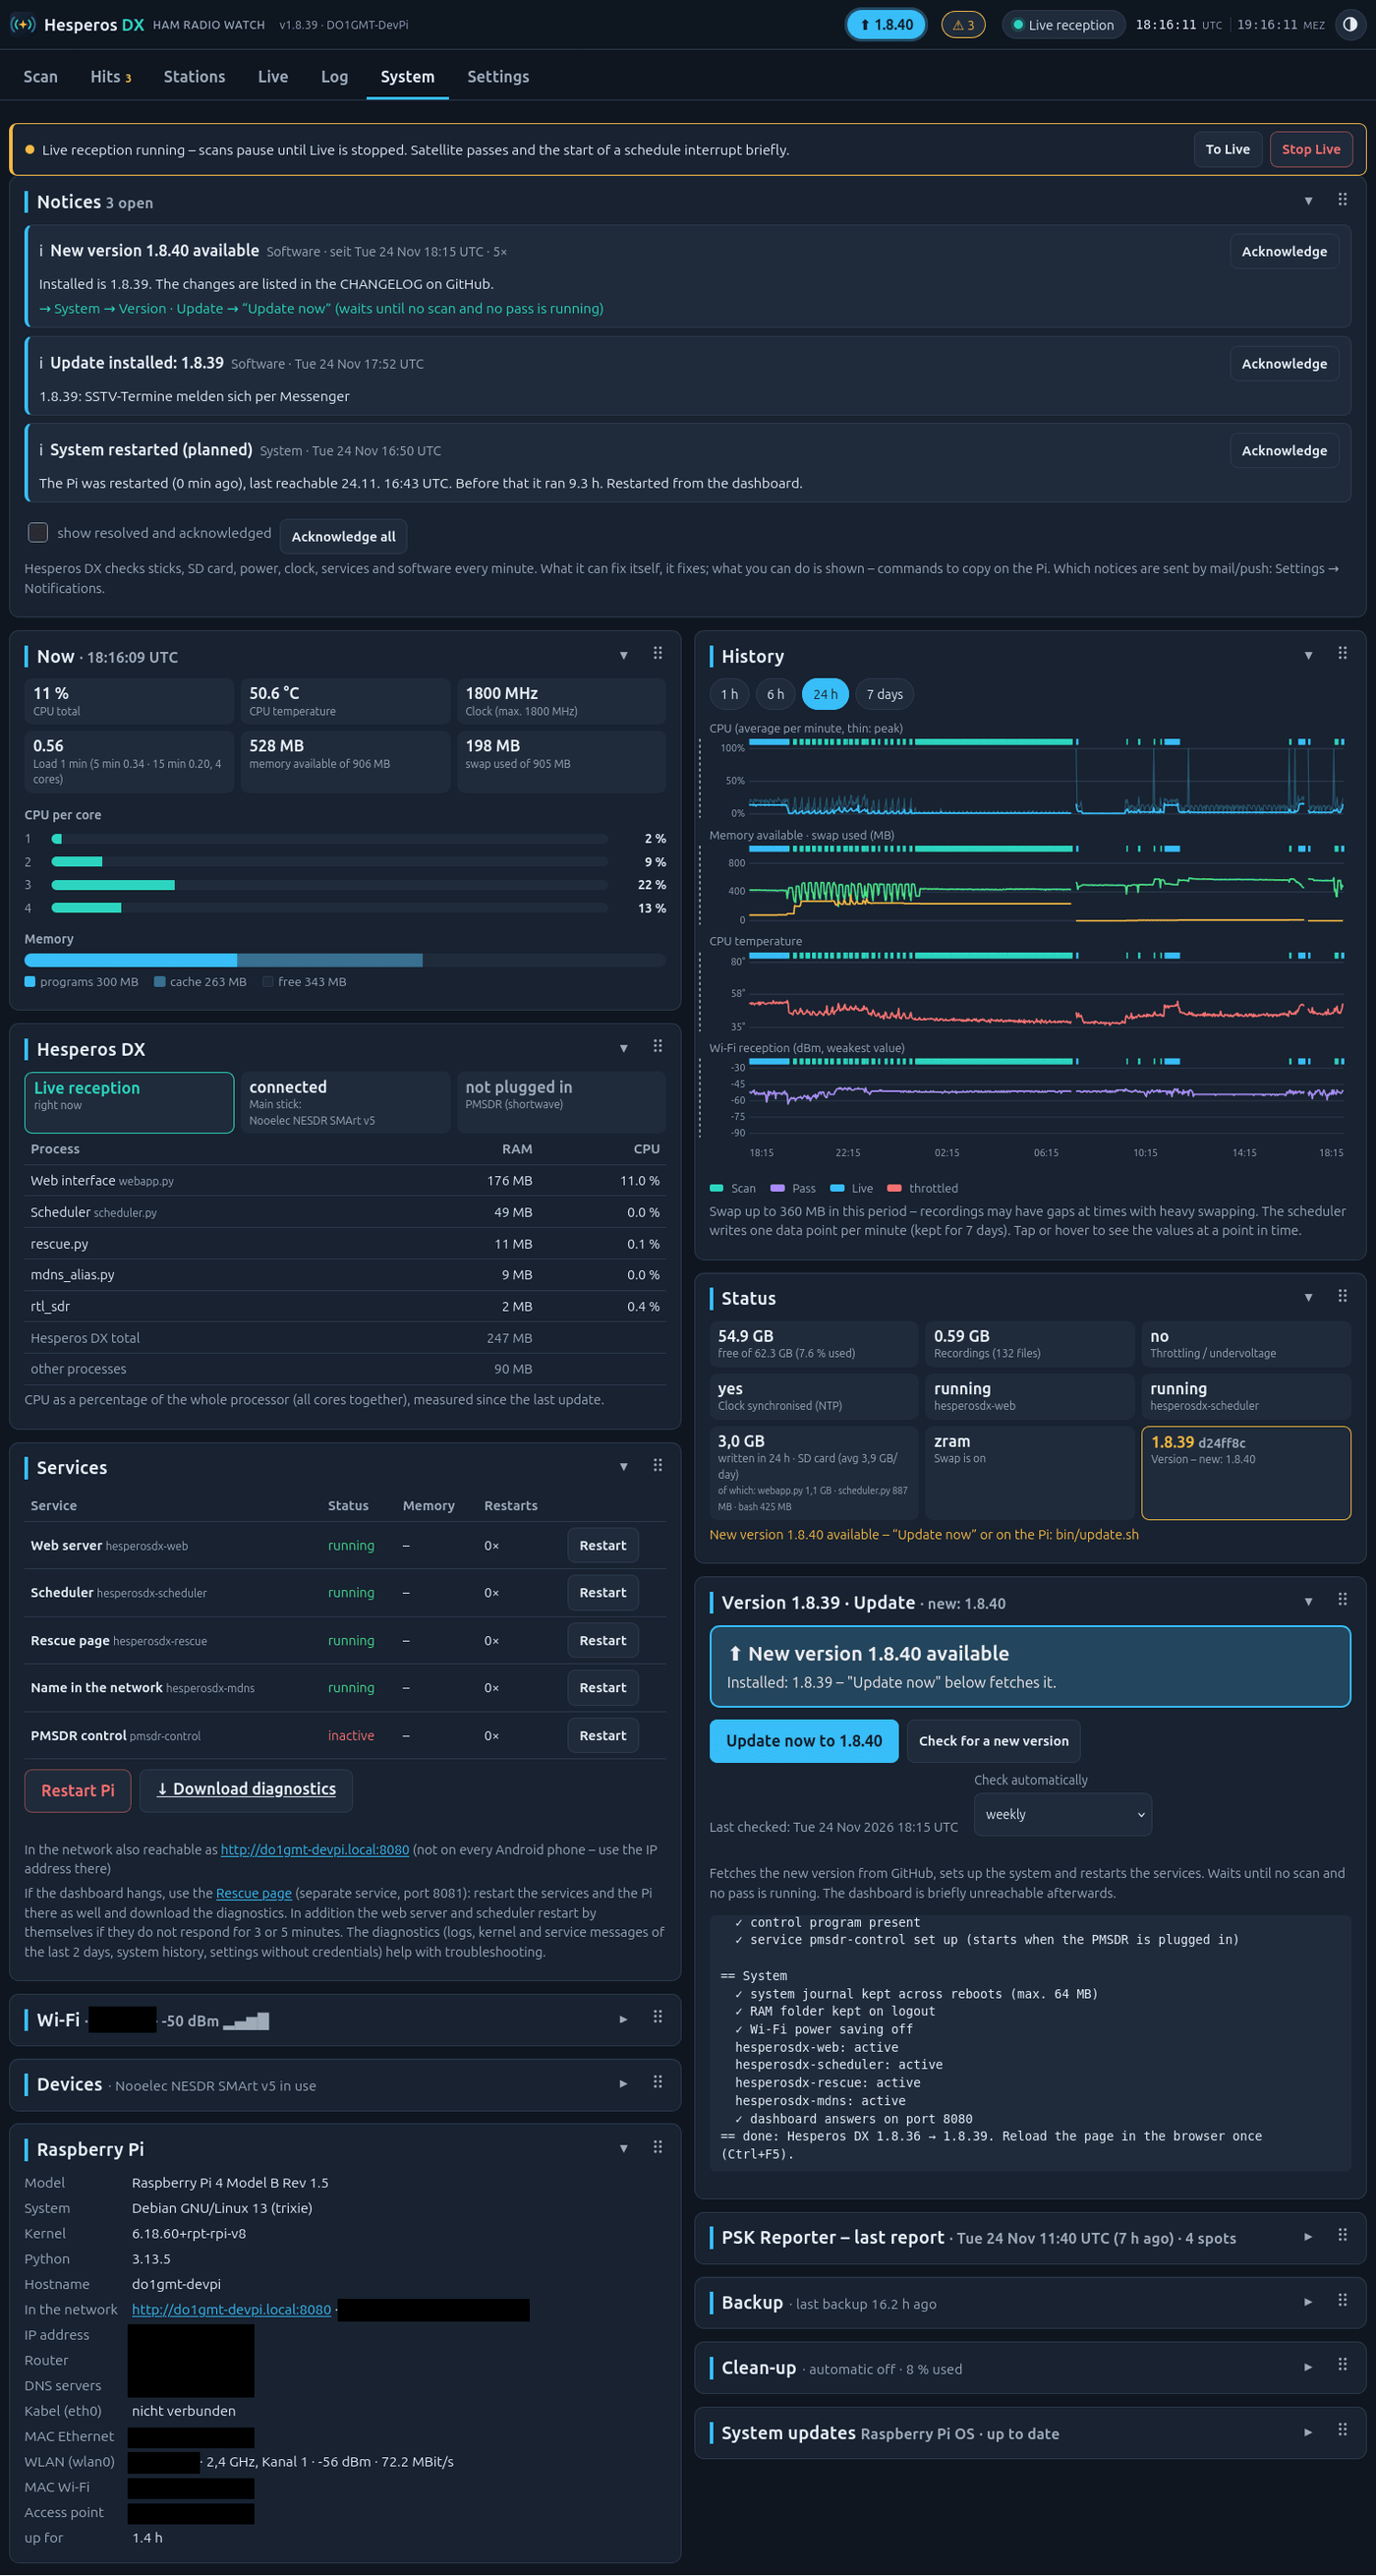 Hesperos DX HAM RADIO WATCH v1.8.39 · DO1GMT-DevPi ⬆ 1.8.40 ⚠ 3 Live reception 18:16:11 UTC 19:16:11 MEZ
Scan Hits 3 Stations Live Log System Settings
Live reception running – scans pause until Live is stopped. Satellite passes and the start of a schedule interrupt briefly. To Live Stop Live
Notices 3 open
i New version 1.8.40 available Software · seit Tue 24 Nov 18:15 UTC · 5× Acknowledge
Installed is 1.8.39. The changes are listed in the CHANGELOG on GitHub.
→ System → Version · Update → “Update now” (waits until no scan and no pass is running)
i Update installed: 1.8.39 Software · Tue 24 Nov 17:52 UTC Acknowledge
1.8.39: SSTV-Termine melden sich per Messenger
i System restarted (planned) System · Tue 24 Nov 16:50 UTC Acknowledge
The Pi was restarted (0 min ago), last reachable 24.11. 16:43 UTC. Before that it ran 9.3 h. Restarted from the dashboard.
show resolved and acknowledged Acknowledge all
Hesperos DX checks sticks, SD card, power, clock, services and software every minute. What it can fix itself, it fixes; what you can do is shown – commands to copy on the Pi. Which notices are sent by mail/push: Settings →
Notifications.
Now · 18:16:09 UTC
11 % 50.6 °C 1800 MHz
CPU total CPU temperature Clock (max. 1800 MHz)
0.56 528 MB 198 MB
Load 1 min (5 min 0.34 · 15 min 0.20, 4 memory available of 906 MB swap used of 905 MB
cores)
CPU per core
1 2 %
2 9 %
3 22 %
4 13 %
Memory
programs 300 MB cache 263 MB free 343 MB
Hesperos DX
Live reception connected not plugged in
right now Main stick: PMSDR (shortwave)
Nooelec NESDR SMArt v5
Process RAM CPU
Web interface webapp.py 176 MB 11.0 %
Scheduler scheduler.py 49 MB 0.0 %
rescue.py 11 MB 0.1 %
mdns_alias.py 9 MB 0.0 %
rtl_sdr 2 MB 0.4 %
Hesperos DX total 247 MB
other processes 90 MB
CPU as a percentage of the whole processor (all cores together), measured since the last update.
Services
Service Status Memory Restarts
Web server hesperosdx-web running – 0× Restart
Scheduler hesperosdx-scheduler running – 0× Restart
Rescue page hesperosdx-rescue running – 0× Restart
Name in the network hesperosdx-mdns running – 0× Restart
PMSDR control pmsdr-control inactive – 0× Restart
Restart Pi ↓ Download diagnostics
In the network also reachable as http://do1gmt-devpi.local:8080 (not on every Android phone – use the IP
address there)
If the dashboard hangs, use the Rescue page (separate service, port 8081): restart the services and the Pi
there as well and download the diagnostics. In addition the web server and scheduler restart by
themselves if they do not respond for 3 or 5 minutes. The diagnostics (logs, kernel and service messages of
the last 2 days, system history, settings without credentials) help with troubleshooting.
Wi-Fi · · -50 dBm
Devices · Nooelec NESDR SMArt v5 in use
Raspberry Pi
Model Raspberry Pi 4 Model B Rev 1.5
System Debian GNU/Linux 13 (trixie)
Kernel 6.18.60+rpt-rpi-v8
Python 3.13.5
Hostname do1gmt-devpi
In the network http://do1gmt-devpi.local:8080 ·
IP address
Router
DNS servers
Kabel (eth0) nicht verbunden
MAC Ethernet
WLAN (wlan0) · 2,4 GHz, Kanal 1 · -56 dBm · 72.2 MBit/s
MAC Wi-Fi
Access point
up for 1.4 h
History
1 h 6 h 24 h 7 days
CPU (average per minute, thin: peak)
100%
50%
0%
Memory available · swap used (MB)
800
400
0
CPU temperature
80°
58°
35°
Wi-Fi reception (dBm, weakest value)
-30
-45
-60
-75
-90
18:15 22:15 02:15 06:15 10:15 14:15 18:15
Scan Pass Live throttled
Swap up to 360 MB in this period – recordings may have gaps at times with heavy swapping. The scheduler
writes one data point per minute (kept for 7 days). Tap or hover to see the values at a point in time.
Status
54.9 GB 0.59 GB no
free of 62.3 GB (7.6 % used) Recordings (132 files) Throttling / undervoltage
yes running running
Clock synchronised (NTP) hesperosdx-web hesperosdx-scheduler
3,0 GB zram 1.8.39 d24ff8c
written in 24 h · SD card (avg 3,9 GB/ Swap is on Version – new: 1.8.40
day)
of which: webapp.py 1,1 GB · scheduler.py 887
MB · bash 425 MB
New version 1.8.40 available – “Update now” or on the Pi: bin/update.sh
Version 1.8.39 · Update · new: 1.8.40
⬆ New version 1.8.40 available
Installed: 1.8.39 – "Update now" below fetches it.
Update now to 1.8.40 Check for a new version
Check automatically
Last checked: Tue 24 Nov 2026 18:15 UTC weekly
Fetches the new version from GitHub, sets up the system and restarts the services. Waits until no scan and
no pass is running. The dashboard is briefly unreachable afterwards.
✓ control program present
✓ service pmsdr-control set up (starts when the PMSDR is plugged in)
== System
✓ system journal kept across reboots (max. 64 MB)
✓ RAM folder kept on logout
✓ Wi-Fi power saving off
hesperosdx-web: active
hesperosdx-scheduler: active
hesperosdx-rescue: active
hesperosdx-mdns: active
✓ dashboard answers on port 8080
== done: Hesperos DX 1.8.36 → 1.8.39. Reload the page in the browser once
(Ctrl+F5).
PSK Reporter – last report · Tue 24 Nov 11:40 UTC (7 h ago) · 4 spots
Backup · last backup 16.2 h ago
Clean-up · automatic off · 8 % used
System updates Raspberry Pi OS · up to date